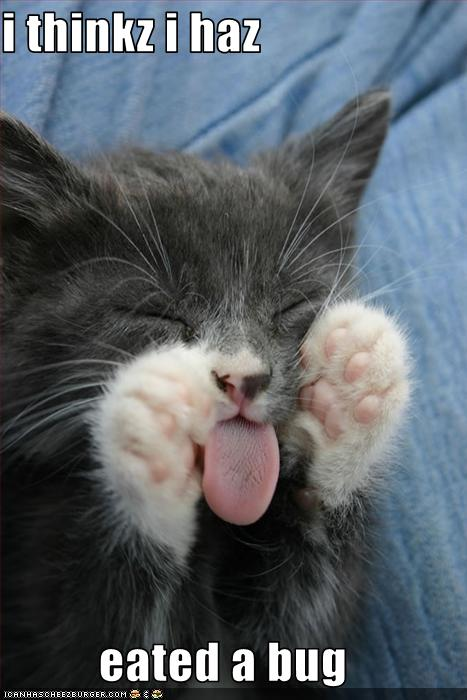 i thinkz i haz
eated a bug
ICANHASCHEEZBURGER.COM